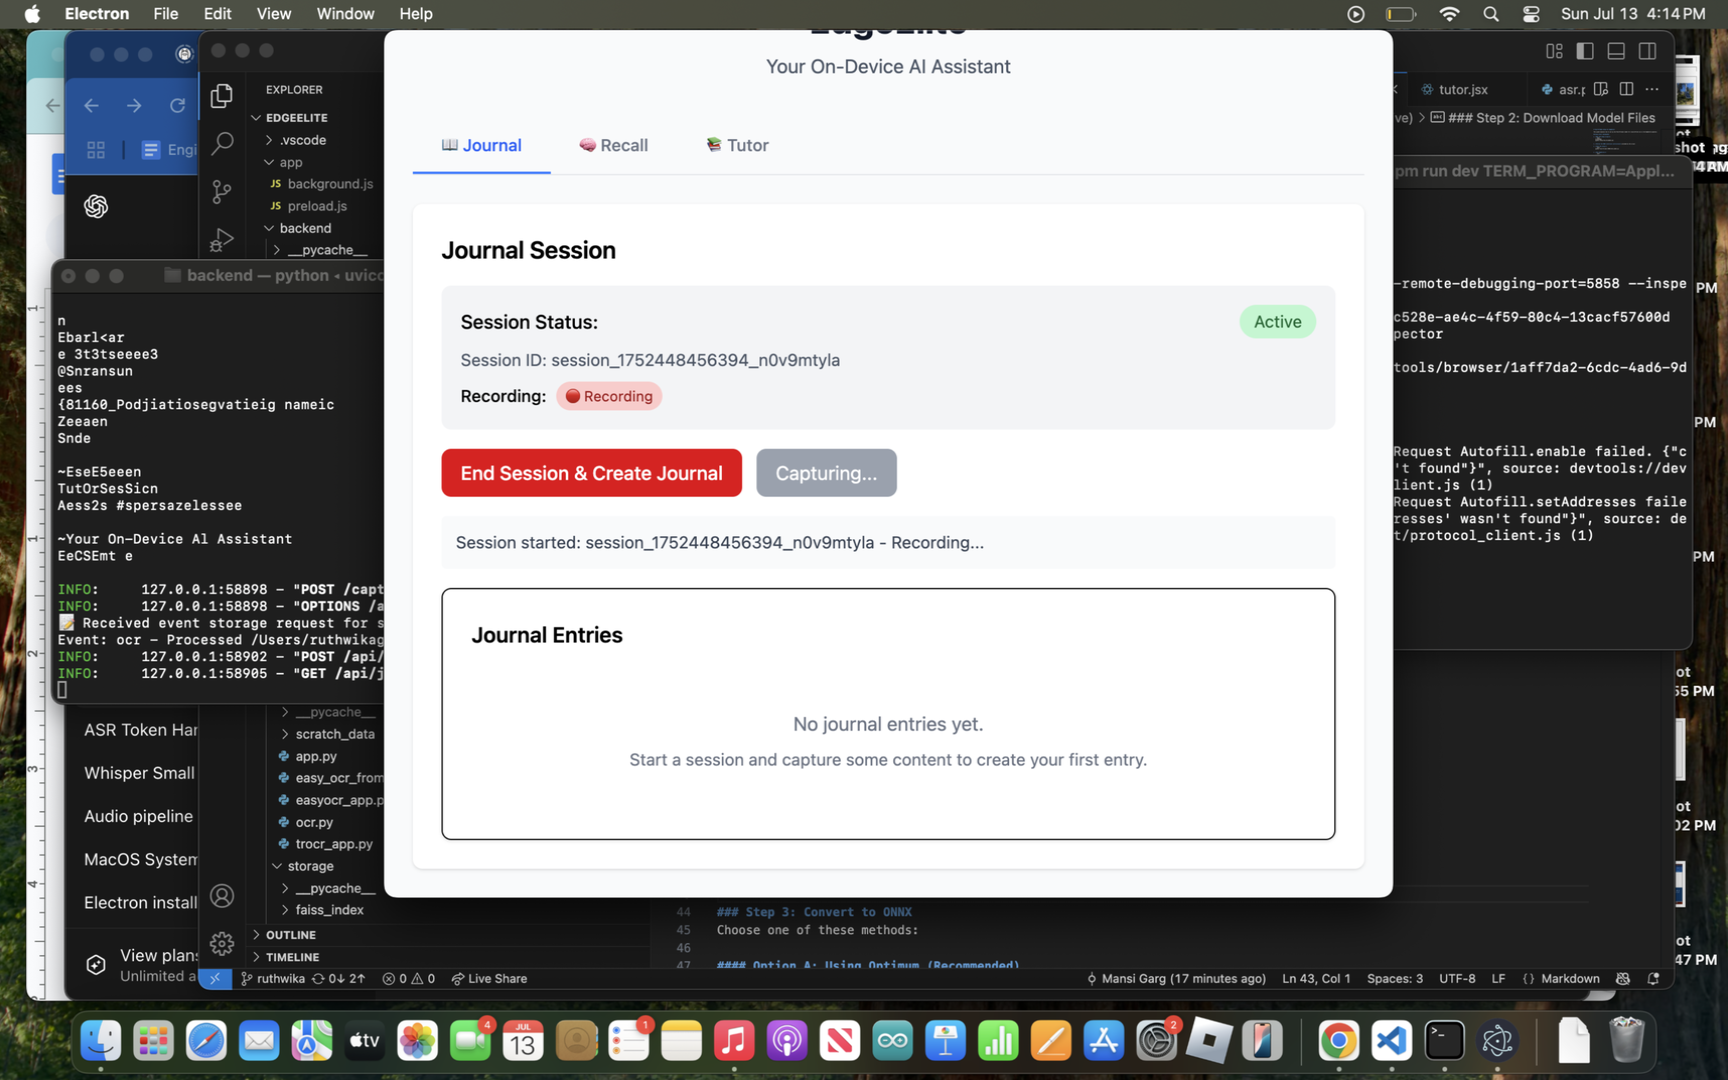 Electron File Edit View Window Help
Sun Jul 13 4:14 PM
Your On-Device AI Assistant
Journal
Recall
Tutor
Journal Session
Session Status:
Active
Session ID: session_1752448456394_n0v9mtyla
Recording: Recording
End Session & Create Journal
Capturing...
Session started: session_1752448456394_n0v9mtyla - Recording...
Journal Entries
No journal entries yet.
Start a session and capture some content to create your first entry.
EXPLORER
EDGEELITE
.vscode
app
JS background.js
JS preload.js
backend
__pycache__
backend — python ◂ uvico
n
Ebarl<ar
e 3t3tseeee3
@Snransun
ees
{81160_Podjiatiosegvatieig nameic
Zeeaen
Snde
~EseE5eeen
TutOrSesSicn
Aess2s #spersazelessee
~Your On-Device Al Assistant
EeCSEmt e
INFO: 127.0.0.1:58898 - "POST /capt
INFO: 127.0.0.1:58898 - "OPTIONS /a
Received event storage request for s
Event: ocr - Processed /Users/ruthwikag
INFO: 127.0.0.1:58902 - "POST /api/
INFO: 127.0.0.1:58905 - "GET /api/j
ASR Token Har
Whisper Small
Audio pipeline
MacOS System
Electron install
View plans
Unlimited a
__pycache__
scratch_data
app.py
easy_ocr_from
easyocr_app.p
ocr.py
trocr_app.py
storage
__pycache__
faiss_index
OUTLINE
TIMELINE
tutor.jsx
asr.p
ve) > ### Step 2: Download Model Files
pm run dev TERM_PROGRAM=Appl...
-remote-debugging-port=5858 --inspe
c528e-ae4c-4f59-80c4-13cacf57600d
pector
tools/browser/1aff7da2-6cdc-4ad6-9d
Request Autofill.enable failed. {"c
't found"}", source: devtools://dev
lient.js (1)
Request Autofill.setAddresses faile
resses' wasn't found"}", source: de
t/protocol_client.js (1)
44 ### Step 3: Convert to ONNX
45 Choose one of these methods:
46
47 #### Option A: Using Optimum (Recommended)
ruthwika 0↓ 2↑ 0 0 Live Share
Mansi Garg (17 minutes ago) Ln 43, Col 1 Spaces: 3 UTF-8 LF {} Markdown
tv
4
JUL
13
1
2